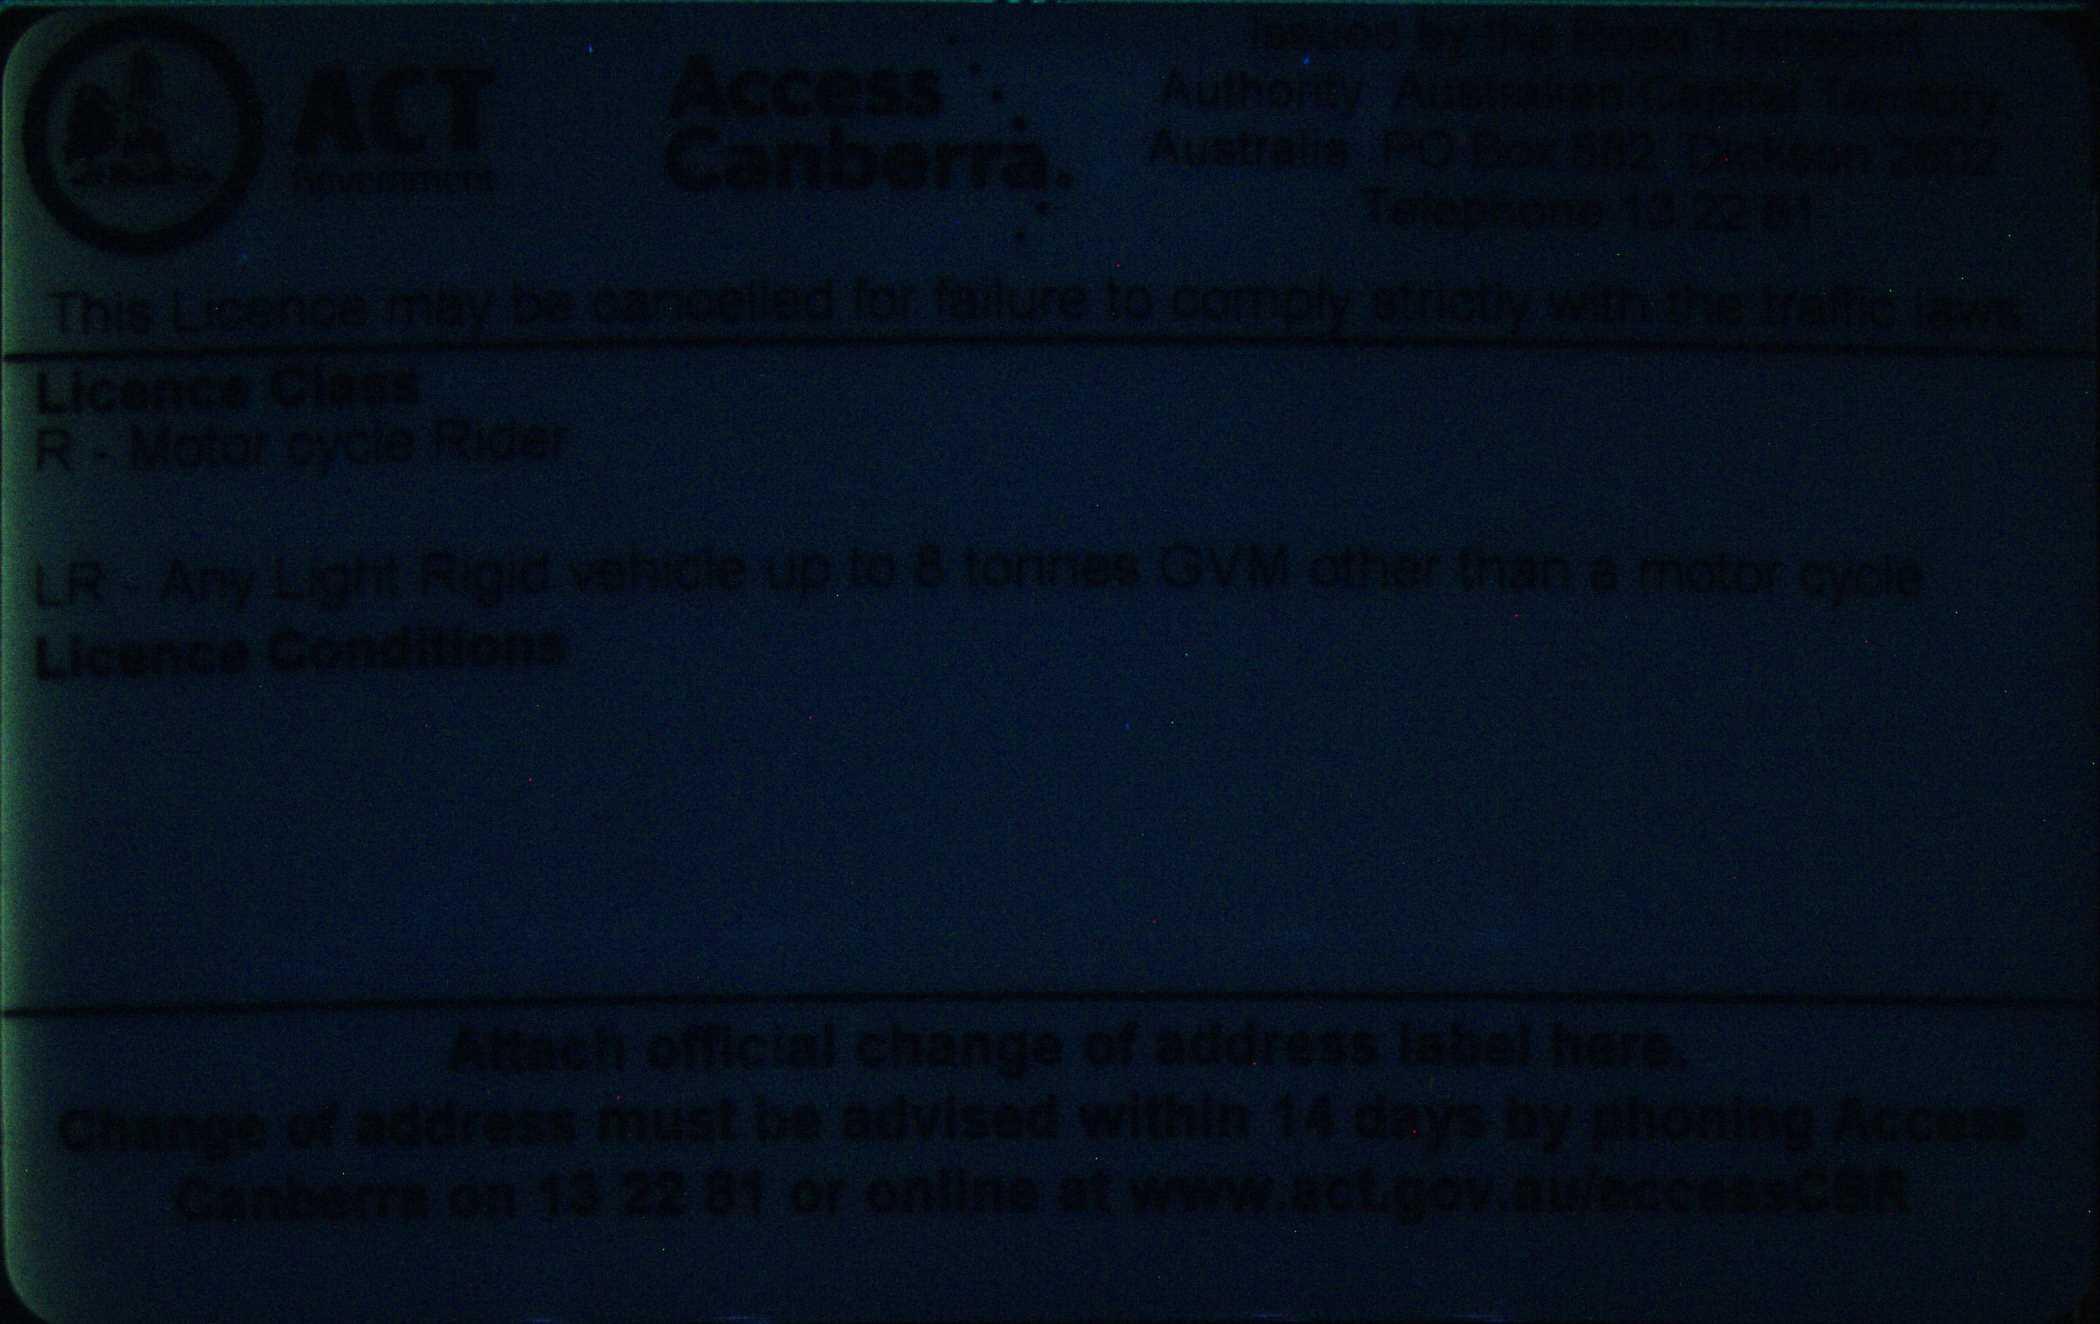 ACT
Government
Access
Canberra.
Issued by the Road Transport
Authority Australian Capital Territory,
Australia PO Box 582 Dickson 2602
Telephone 13 22 81
This Licence may be cancelled for failure to comply strictly with the traffic laws
Licence Class
R - Motor cycle Rider
LR - Any Light Rigid vehicle up to 8 tonnes GVM other than a motor cycle
Licence Conditions
Attach official change of address label here.
Change of address must be advised within 14 days by phoning Access
Canberra on 13 22 81 or online at www.act.gov.au/accessCBR